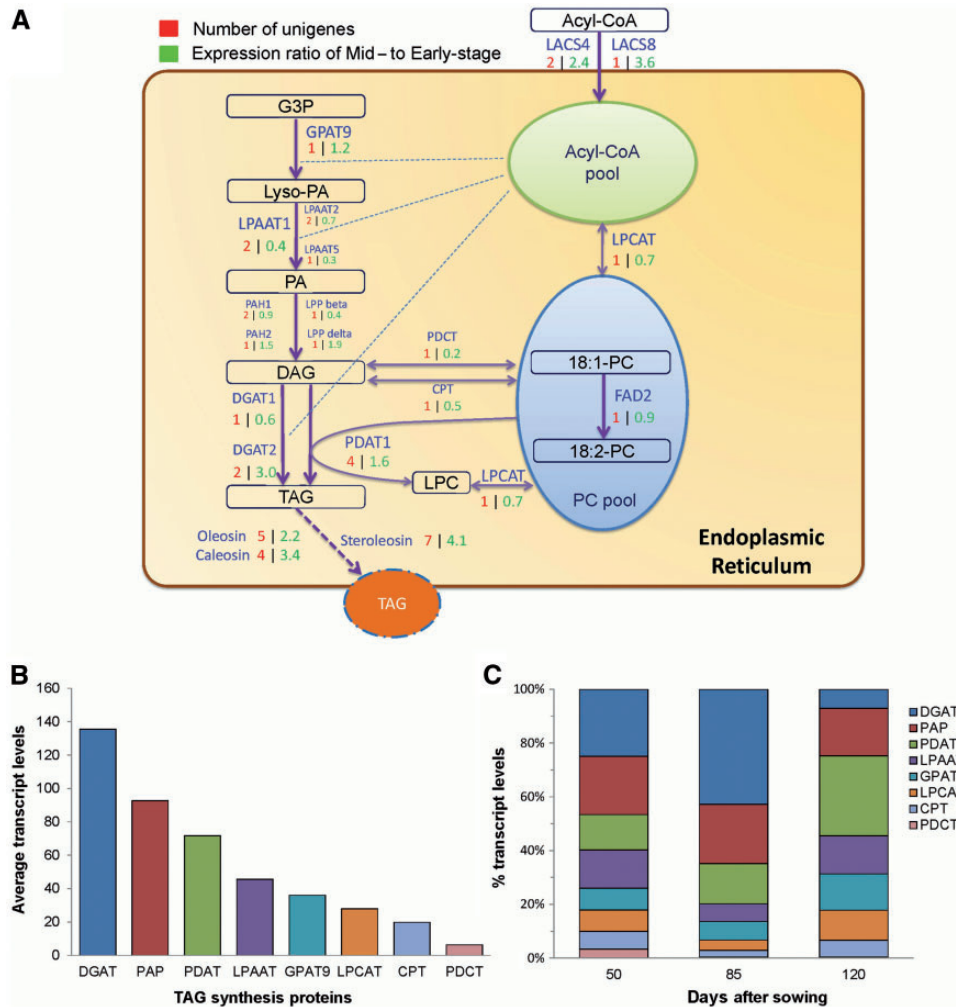 A
Number of unigenes
Expression ratio of Mid – to Early-stage
Acyl-CoA
LACS4 LACS8
2 | 2.4 1 | 3.6
G3P
GPAT9
1 | 1.2
Acyl-CoA
pool
Lyso-PA
LPAAT1
2 | 0.4
LPAAT2
2 | 0.7
LPAAT5
1 | 0.3
LPCAT
1 | 0.7
PA
PAH1 LPP beta
2 | 0.9 1 | 0.4
PAH2 LPP delta
1 | 1.5 1 | 1.9
DAG
PDCT
1 | 0.2
CPT
1 | 0.5
18:1-PC
FAD2
1 | 0.9
18:2-PC
PC pool
DGAT1
1 | 0.6
DGAT2
2 | 3.0
PDAT1
4 | 1.6
LPC
LPCAT
1 | 0.7
TAG
Oleosin 5 | 2.2
Caleosin 4 | 3.4
Steroleosin 7 | 4.1
Endoplasmic
Reticulum
TAG
B
Average transcript levels
160
140
120
100
80
60
40
20
0
DGAT PAP PDAT LPAAT GPAT9 LPCAT CPT PDCT
TAG synthesis proteins
C
% transcript levels
100%
80%
60%
40%
20%
0%
50 85 120
Days after sowing
DGAT
PAP
PDAT
LPAA
GPAT
LPCA
CPT
PDCT